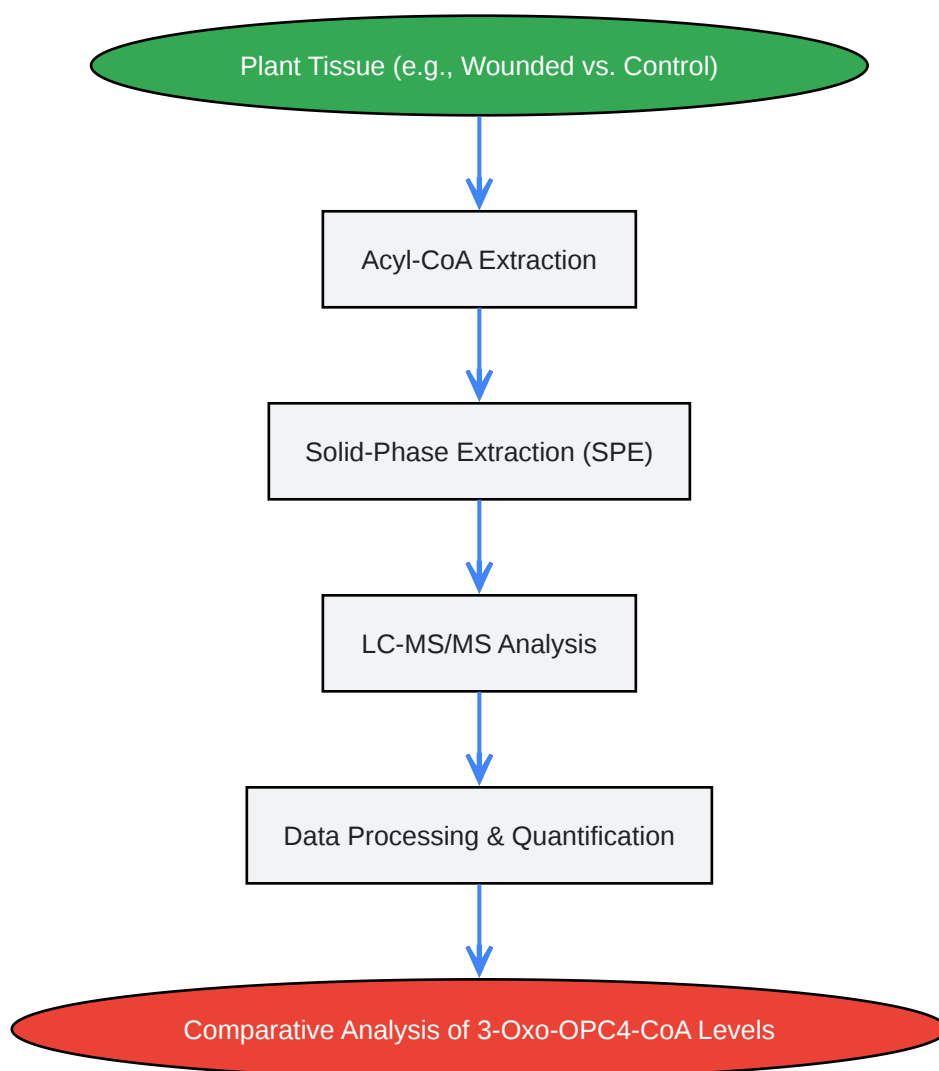 Plant Tissue (e.g., Wounded vs. Control)
Acyl-CoA Extraction
Solid-Phase Extraction (SPE)
LC-MS/MS Analysis
Data Processing & Quantification
Comparative Analysis of 3-Oxo-OPC4-CoA Levels